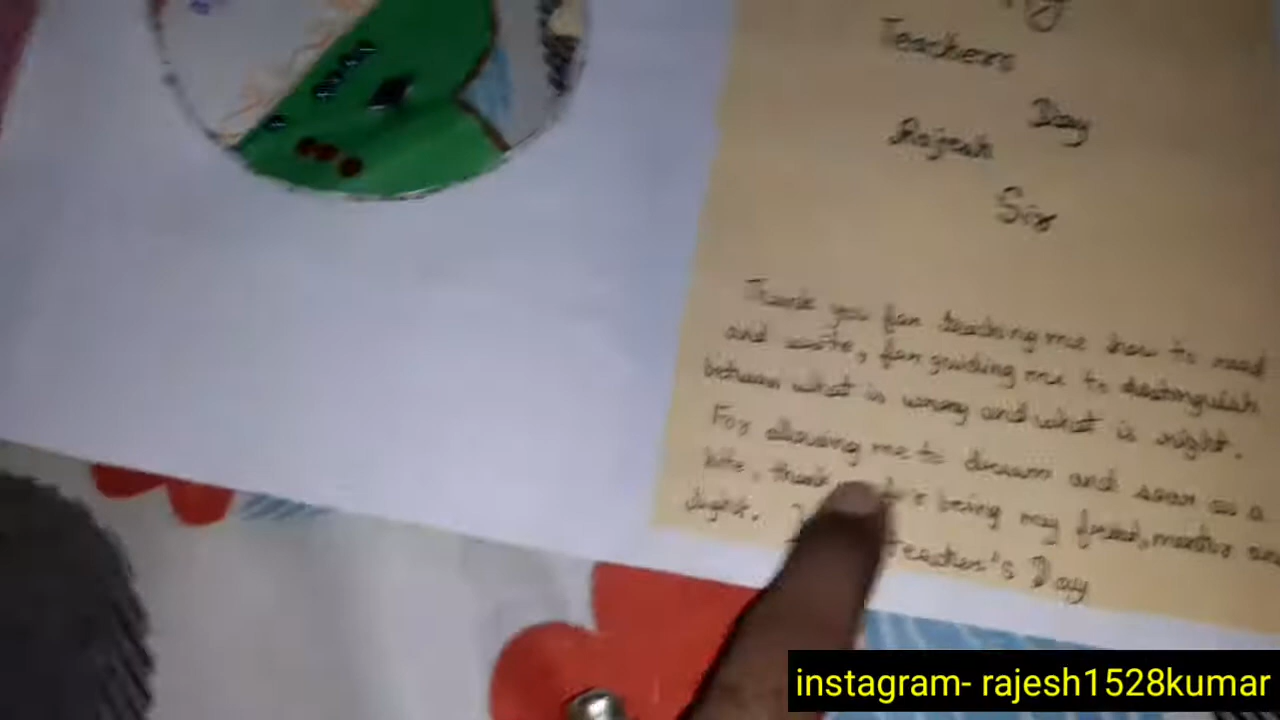 Teachers
Day
Rajesh
Sir
Thank you for teaching me how to read
and write, for guiding me to distinguish
between what is wrong and what is right.
For allowing me to dream and soar as a
kite, thank for being my friend, mentor and
light.
Teacher's Day
instagram- rajesh1528kumar